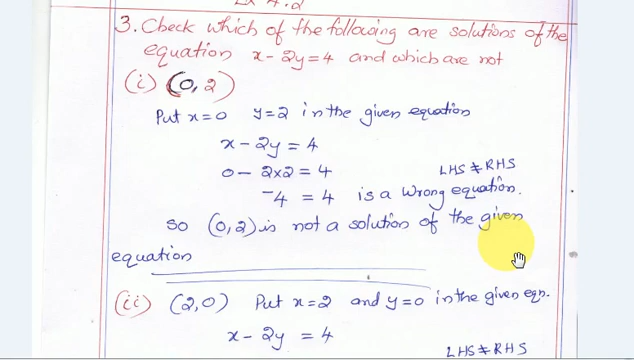 3. Check which of the following are solutions of the
equation x - 2y = 4 and which are not
(i) (0, 2)
Put x=0 y=2 in the given equation
x - 2y = 4
0 - 2x2 = 4 LHS ≠ RHS
-4 = 4 is a wrong equation.
so (0,2) is not a solution of the given
equation
(ii) (2,0) Put x=2 and y=0 in the given eqn.
x - 2y = 4
LHS ≠ RHS